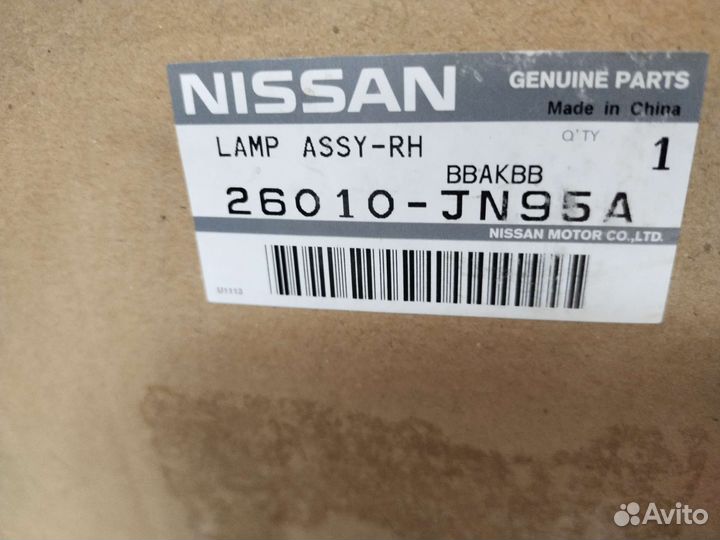 NISSAN
GENUINE PARTS
Made in China
LAMP ASSY-RH
Q'TY
1
BBAKBB
26010-JN95A
NISSAN MOTOR CO.,LTD.
U1113
Avito